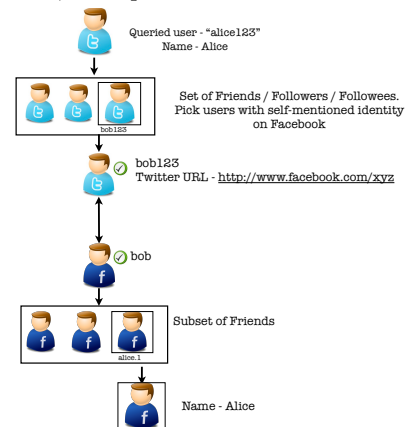 Queried user - "alice123"
Name - Alice
Set of Friends / Followers / Followees.
Pick users with self-mentioned identity
on Facebook
bob123
bob123
Twitter URL - http://www.facebook.com/xyz
bob
Subset of Friends
alice.1
Name - Alice